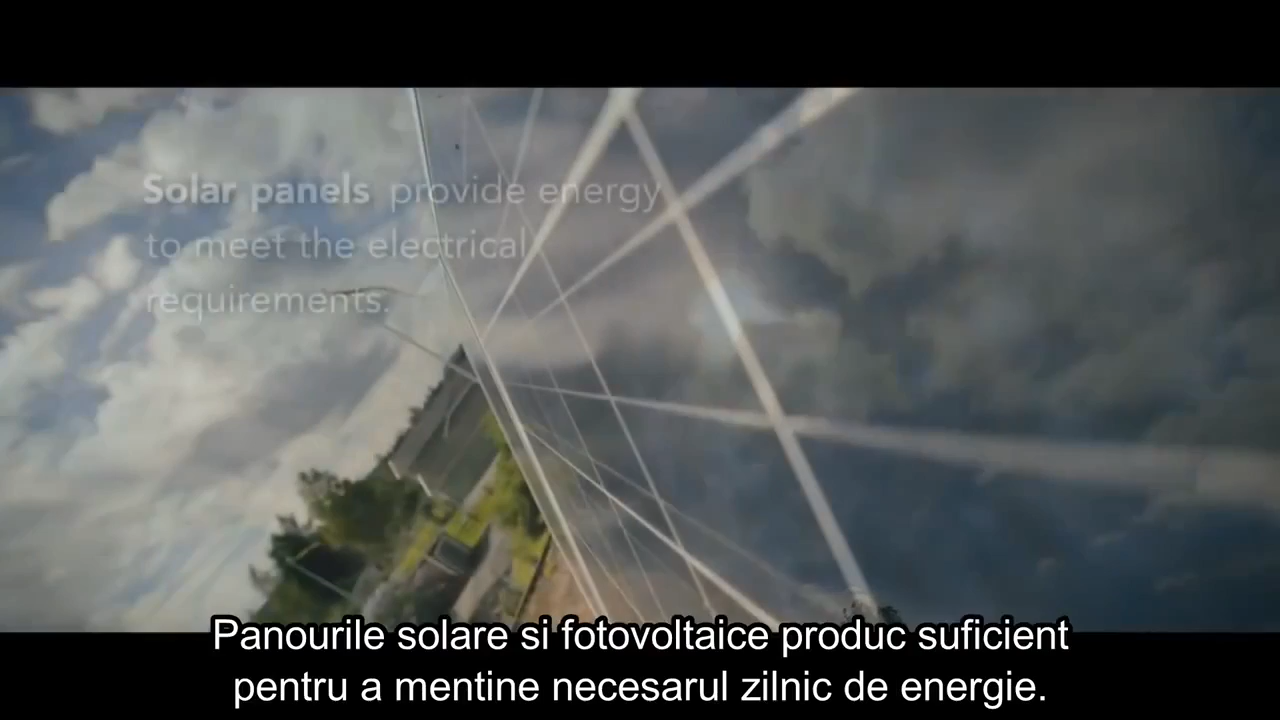 Solar panels provide energy
to meet the electrical
requirements.
Panourile solare si fotovoltaice produc suficient
pentru a mentine necesarul zilnic de energie.